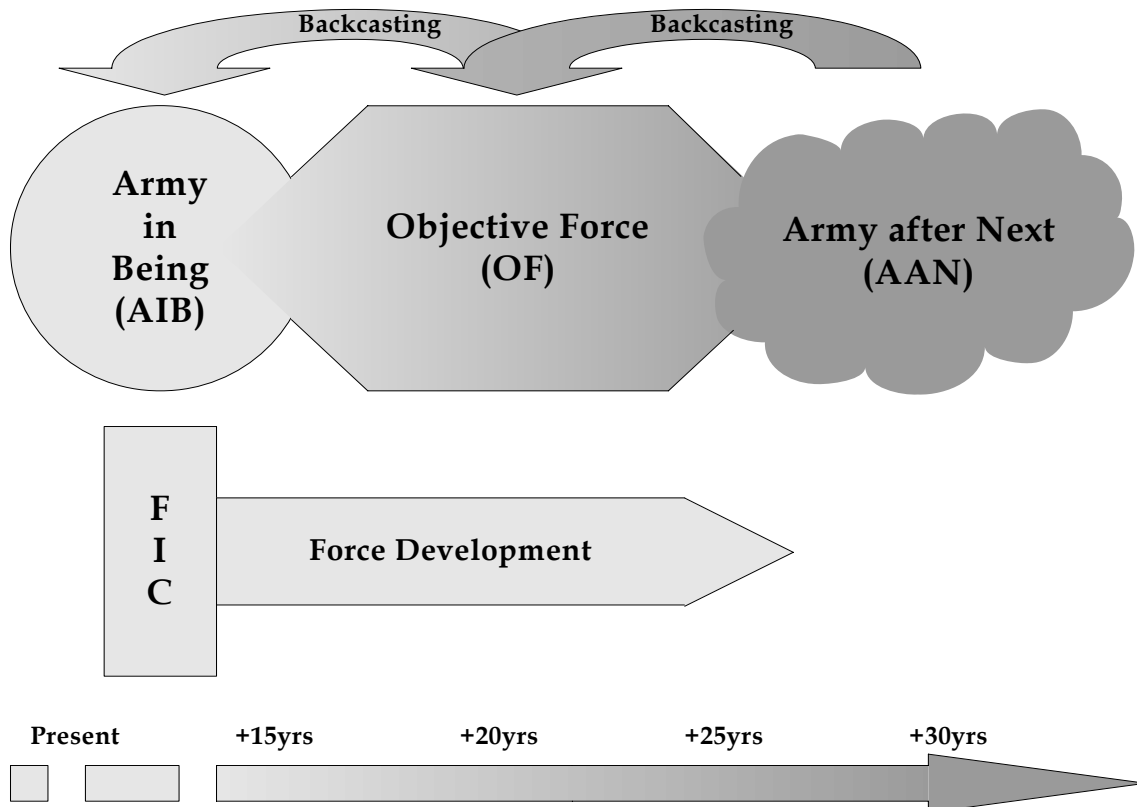 Backcasting Backcasting
Army
in
Being
(AIB)
Objective Force
(OF)
Army after Next
(AAN)
F
I
C
Force Development
Present +15yrs +20yrs +25yrs +30yrs